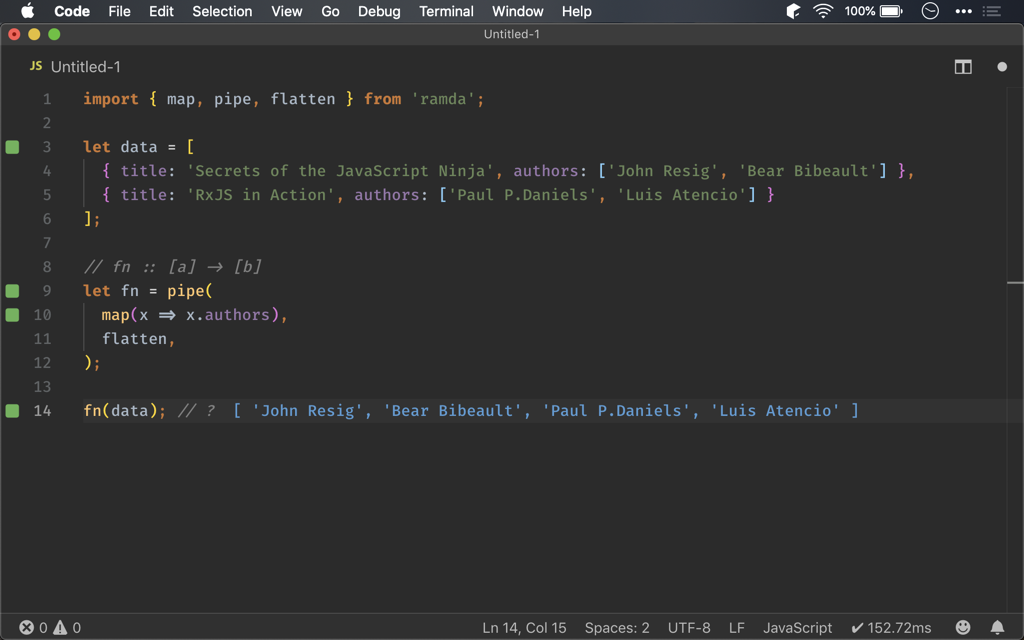 Code File Edit Selection View Go Debug Terminal Window Help 100%
Untitled-1
JS Untitled-1
1 import { map, pipe, flatten } from 'ramda';
2
3 let data = [
4 { title: 'Secrets of the JavaScript Ninja', authors: ['John Resig', 'Bear Bibeault'] },
5 { title: 'RxJS in Action', authors: ['Paul P.Daniels', 'Luis Atencio'] }
6 ];
7
8 // fn :: [a] → [b]
9 let fn = pipe(
10 map(x ⇒ x.authors),
11 flatten,
12 );
13
14 fn(data); // ? [ 'John Resig', 'Bear Bibeault', 'Paul P.Daniels', 'Luis Atencio' ]
0 0 Ln 14, Col 15 Spaces: 2 UTF-8 LF JavaScript ✔ 152.72ms